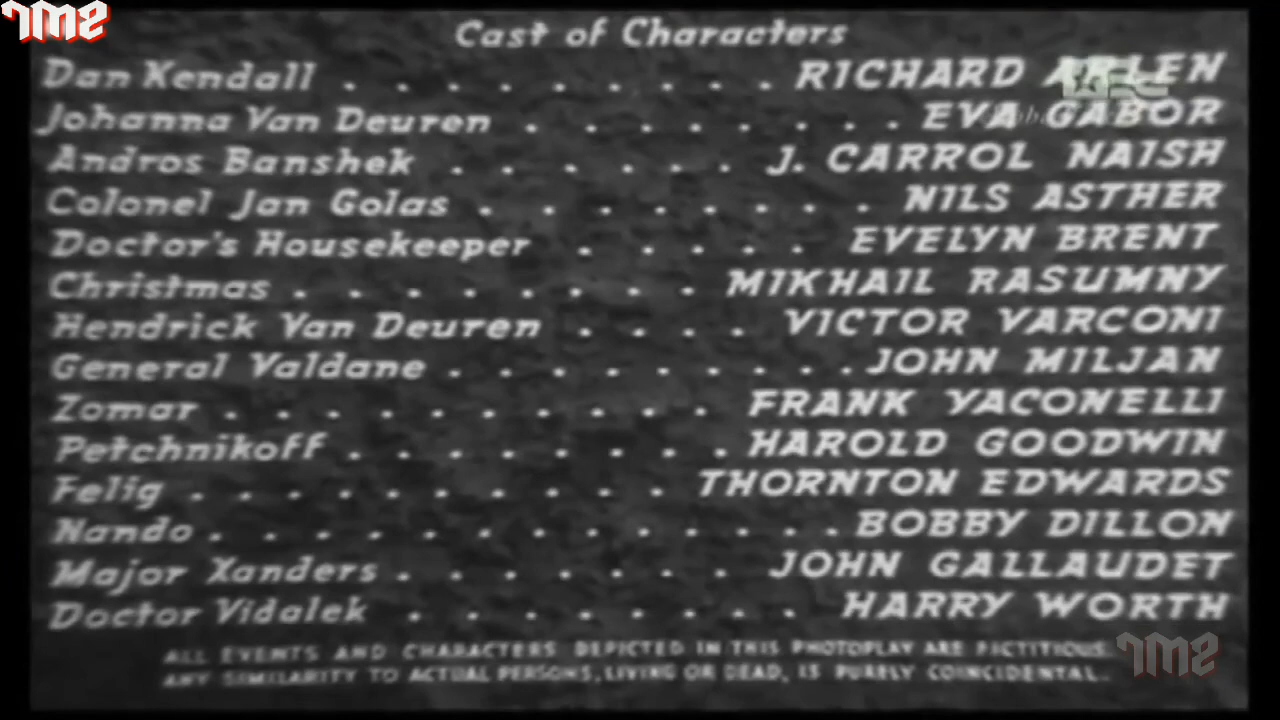 7M2
Cast of Characters
Dan Kendall . . . . . . . . . RICHARD ARLEN
Johanna Van Deuren . . . . . . . . EVA GABOR
Andros Banshek . . . . . . J. CARROL NAISH
Colonel Jan Golas . . . . . . . . NILS ASTHER
Doctor's Housekeeper . . . . . EVELYN BRENT
Christmas . . . . . . . . MIKHAIL RASUMNY
Hendrick Van Deuren . . . . VICTOR VARCONI
General Valdane . . . . . . . . . JOHN MILJAN
Zomar . . . . . . . . . . FRANK YACONELLI
Petchnikoff . . . . . . . . HAROLD GOODWIN
Felig . . . . . . . . . . THORNTON EDWARDS
Nando . . . . . . . . . . . . . BOBBY DILLON
Major Xanders . . . . . . . JOHN GALLAUDET
Doctor Vidalek . . . . . . . . HARRY WORTH
ALL EVENTS AND CHARACTERS DEPICTED IN THIS PHOTOPLAY ARE FICTITIOUS.
ANY SIMILARITY TO ACTUAL PERSONS, LIVING OR DEAD, IS PURELY COINCIDENTAL.
7M2